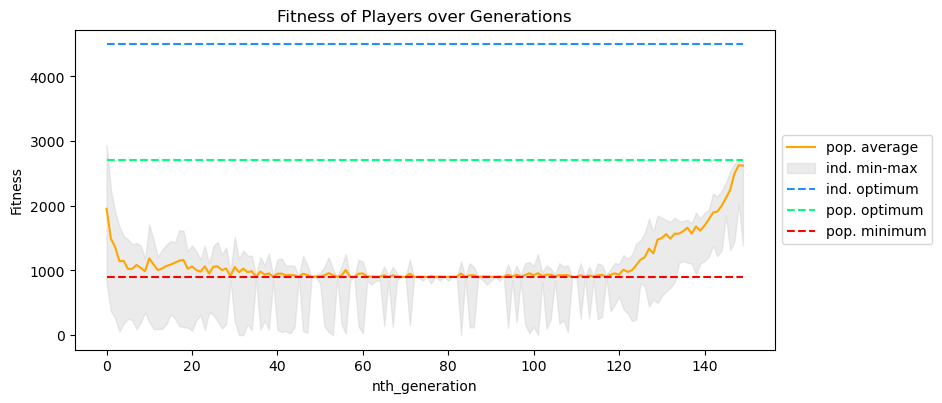 Fitness of Players over Generations
Fitness
4000
3000
2000
1000
0
0 20 40 60 80 100 120 140
nth_generation
pop. average
ind. min-max
ind. optimum
pop. optimum
pop. minimum